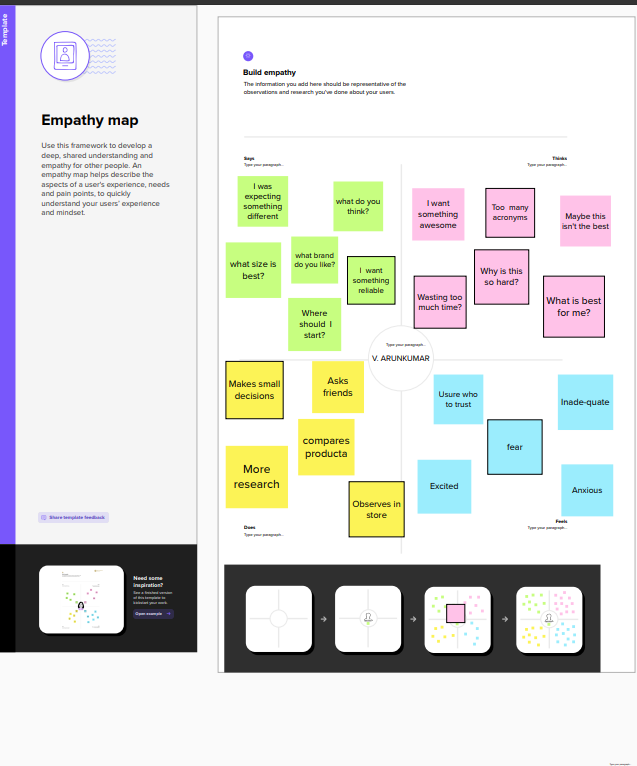 Template
Empathy map
Use this framework to develop a
deep, shared understanding and
empathy for other people. An
empathy map helps describe the
aspects of a user's experience, needs
and pain points, to quickly
understand your users' experience
and mindset.
Share template feedback
Need some
inspiration?
See a finished version
of this template to
kickstart your work.
Open example
Build empathy
The information you add here should be representative of the
observations and research you've done about your users.
Says
Type your paragraph...
Thinks
Type your paragraph...
I was
expecting
something
different
what do you
think?
what size is
best?
what brand
do you like?
I want
something
reliable
Where
should I
start?
I want
something
awesome
Too many
acronyms
Maybe this
isn't the best
Why is this
so hard?
Wasting too
much time?
What is best
for me?
Type your paragraph...
V. ARUNKUMAR
Makes small
decisions
Asks
friends
compares
producta
More
research
Observes in
store
Usure who
to trust
Inade-quate
fear
Excited
Anxious
Does
Type your paragraph...
Feels
Type your paragraph...
Type your paragraph...